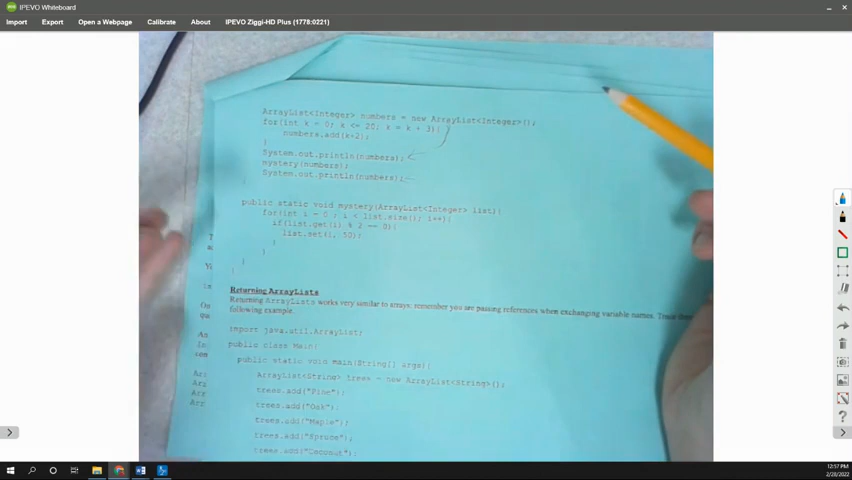 IPEVO Whiteboard
Import Export Open a Webpage Calibrate About IPEVO Ziggi-HD Plus (1778:0221)
ArrayList<Integer> numbers = new ArrayList<Integer>();
for(int k = 0; k <= 20; k = k + 3){
numbers.add(k+2);
}
System.out.println(numbers);
mystery(numbers);
System.out.println(numbers);
public static void mystery(ArrayList<Integer> list){
for(int i = 0 ; i < list.size(); i++){
if(list.get(i) % 2 == 0){
list.set(i, 50);
}
}
}
Returning ArrayLists
Returning ArrayLists works very similar to arrays; remember you are passing references when exchanging variable names. Trace
following example.
import java.util.ArrayList;
public class Main{
public static void main(String[] args){
ArrayList<String> trees = new ArrayList<String>();
trees.add("Pine");
trees.add("Oak");
trees.add("Maple");
trees.add("Spruce");
trees.add("Coconut");
12:57 PM
2/28/2022